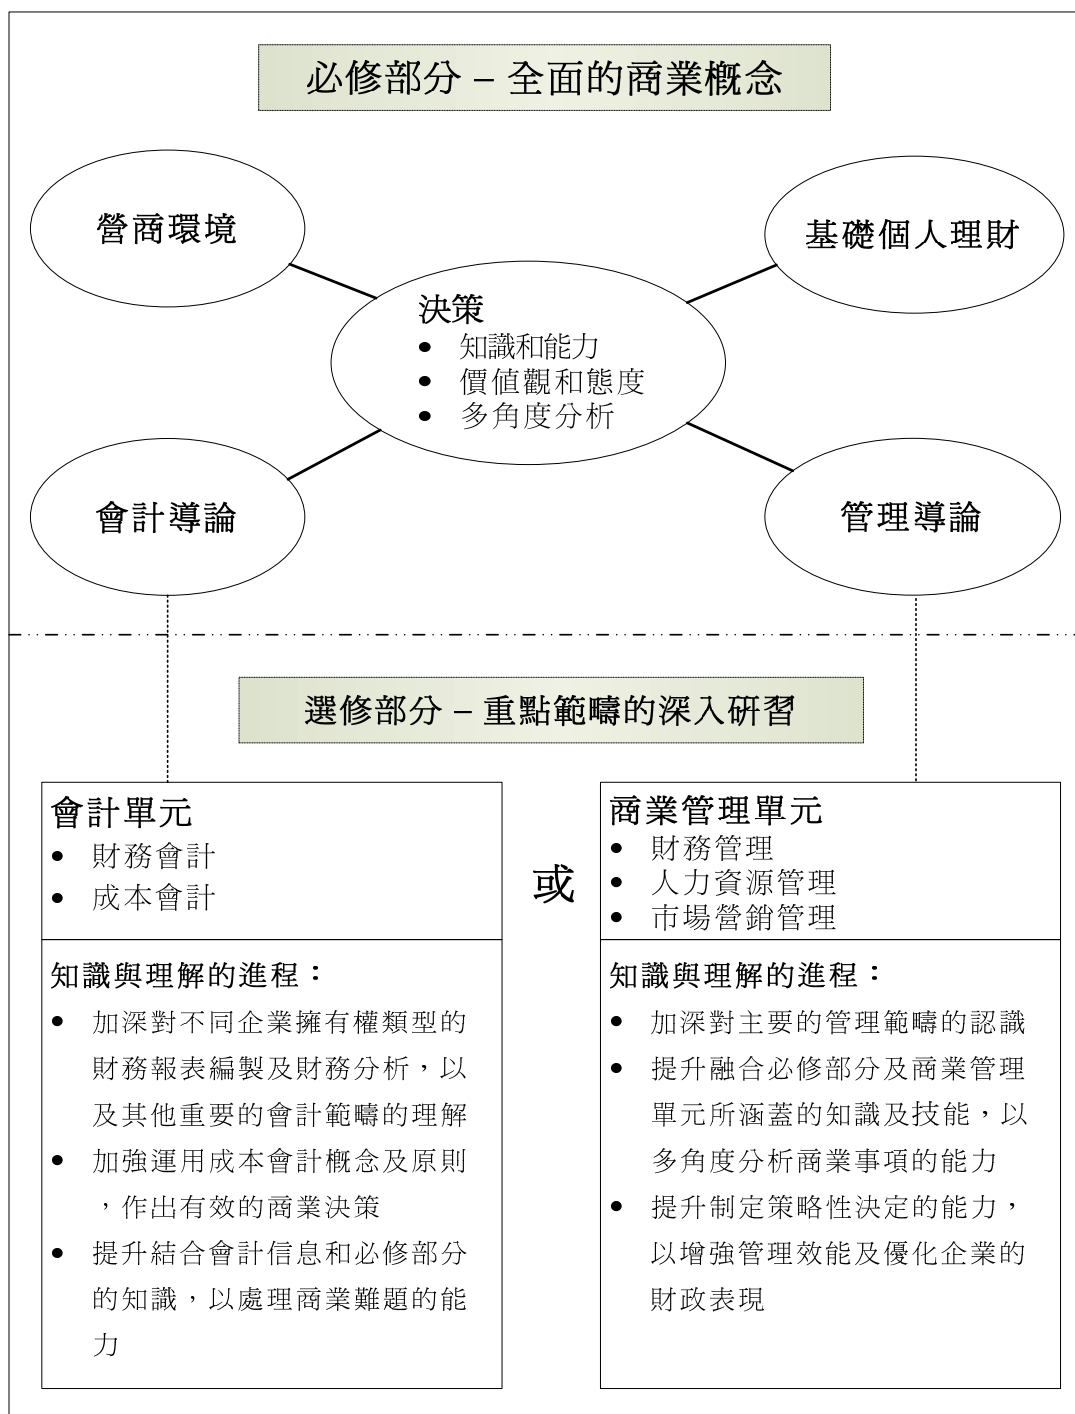 必修部分 – 全面的商業概念
營商環境
基礎個人理財
決策
• 知識和能力
• 價值觀和態度
• 多角度分析
會計導論
管理導論
選修部分 – 重點範疇的深入研習
會計單元
• 財務會計
• 成本會計
或
商業管理單元
• 財務管理
• 人力資源管理
• 市場營銷管理
知識與理解的進程：
• 加深對不同企業擁有權類型的
財務報表編製及財務分析，以
及其他重要的會計範疇的理解
• 加強運用成本會計概念及原則
，作出有效的商業決策
• 提升結合會計信息和必修部分
的知識，以處理商業難題的能
力
知識與理解的進程：
• 加深對主要的管理範疇的認識
• 提升融合必修部分及商業管理
單元所涵蓋的知識及技能，以
多角度分析商業事項的能力
• 提升制定策略性決定的能力，
以增強管理效能及優化企業的
財政表現